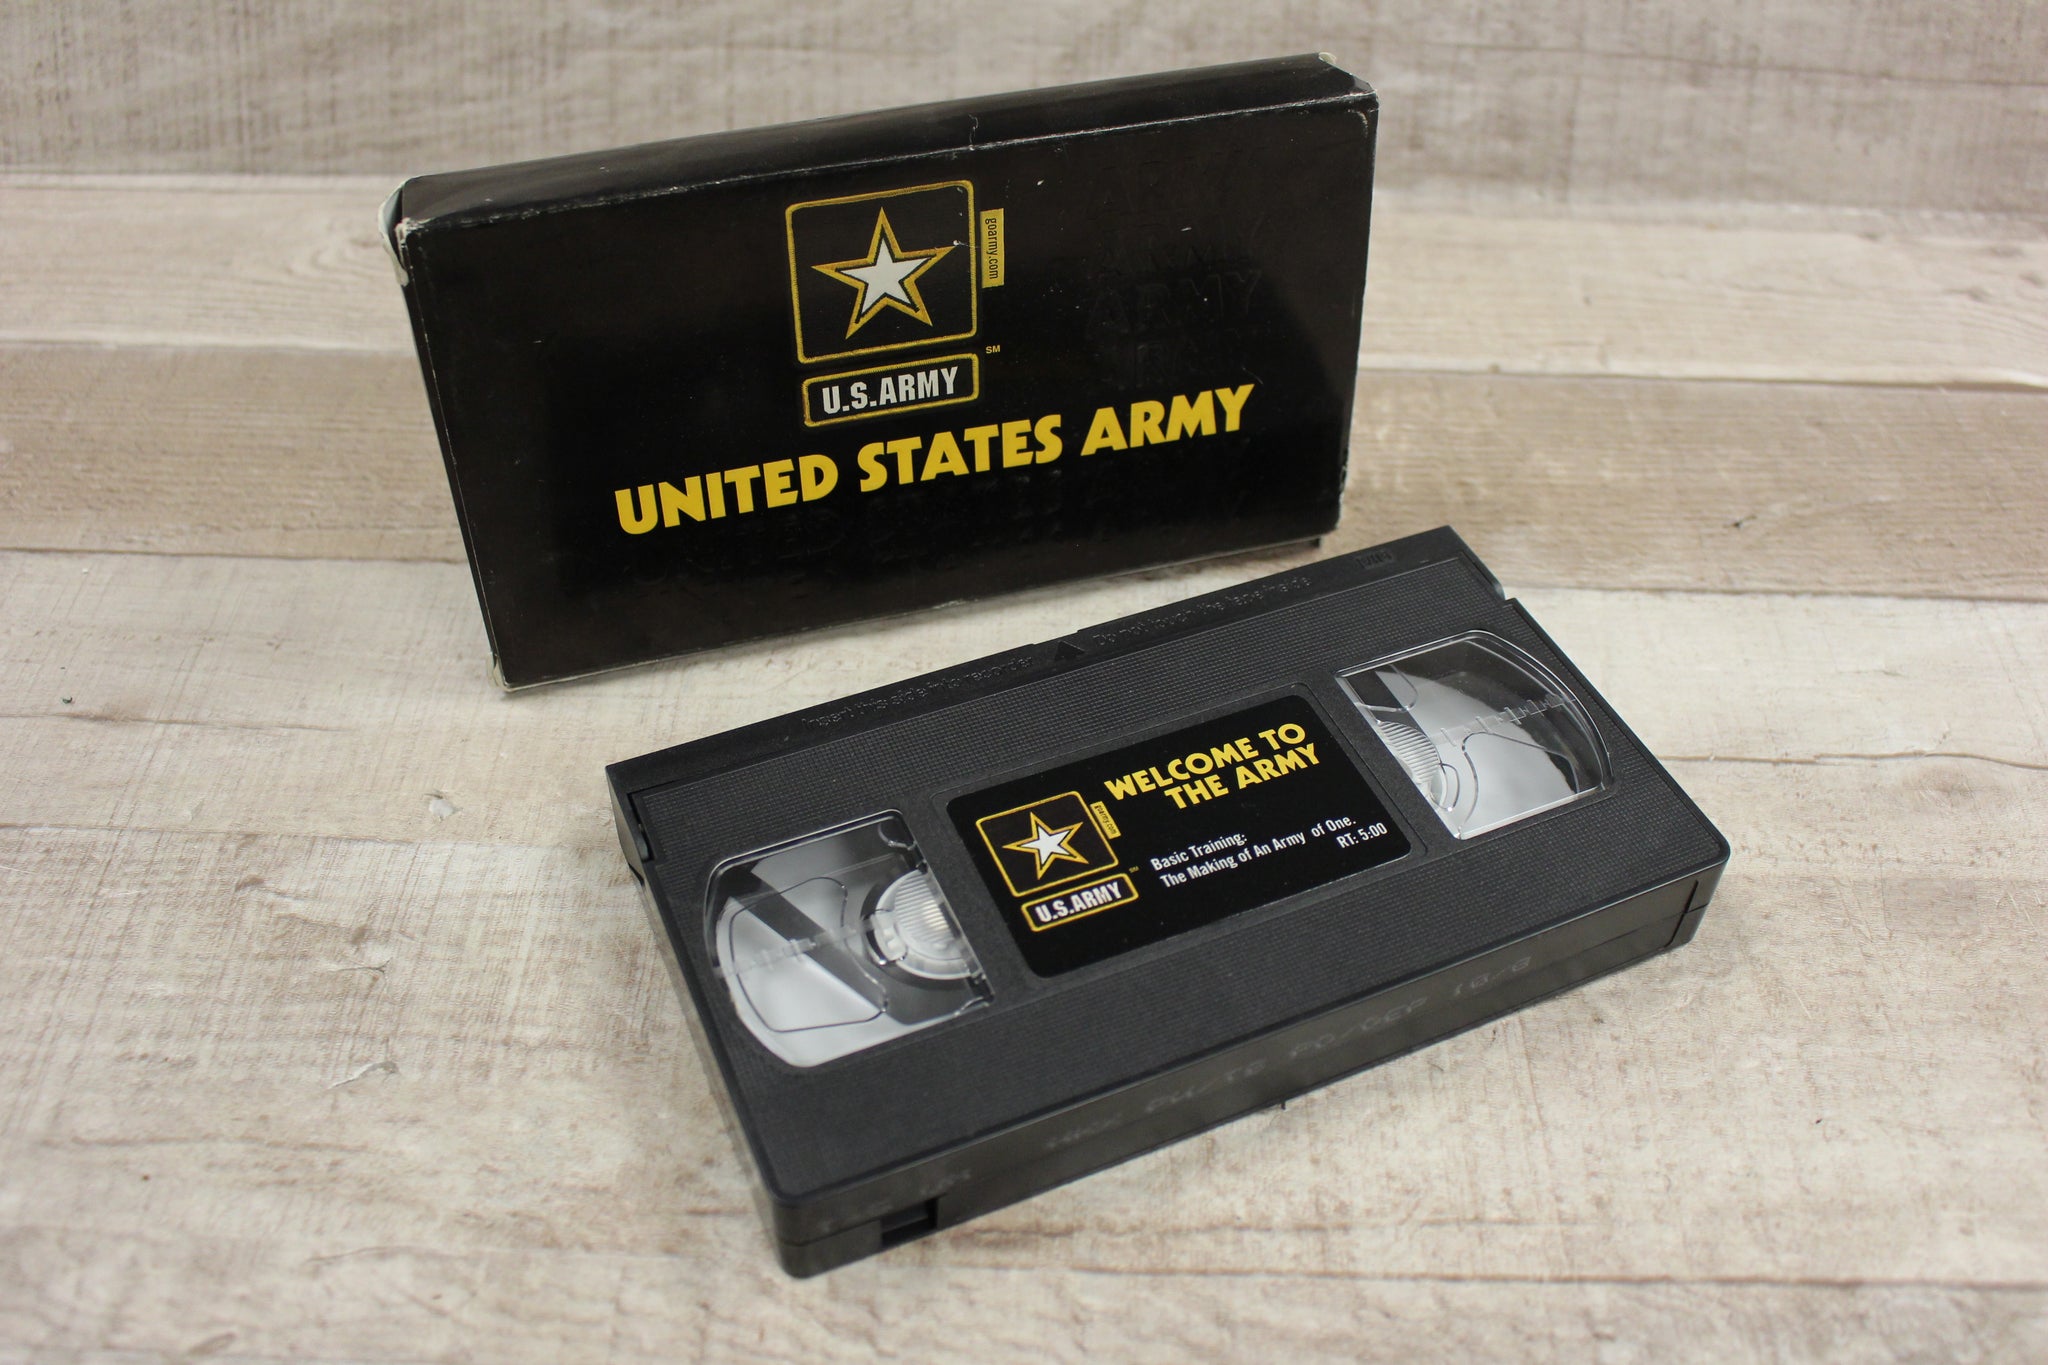 goarmy.com
SM
U.S.ARMY
UNITED STATES ARMY
Insert this side into recorder
Do not touch the tape inside
WELCOME TO
THE ARMY
goarmy.com
SM
U.S.ARMY
Basic Training:
The Making of An Army of One.
RT: 5:00